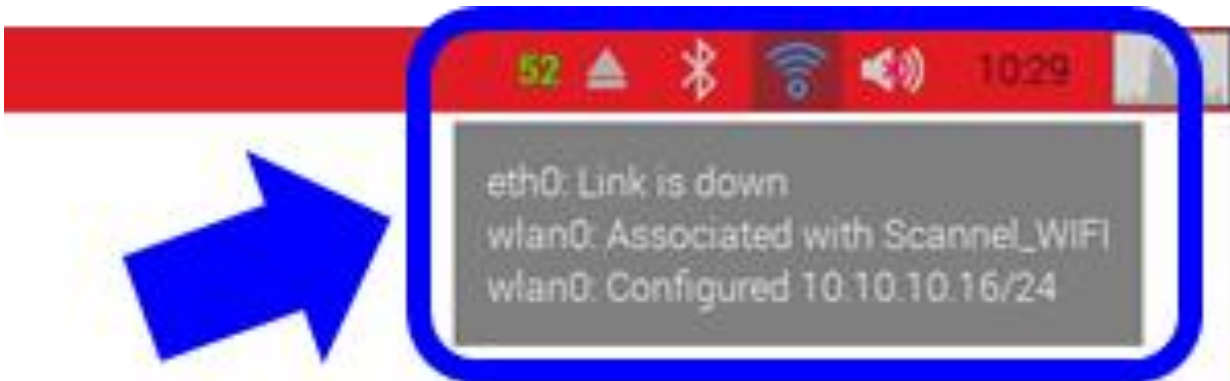 52 10:29
eth0: Link is down
wlan0: Associated with Scannel_WIFI
wlan0: Configured 10.10.10.16/24